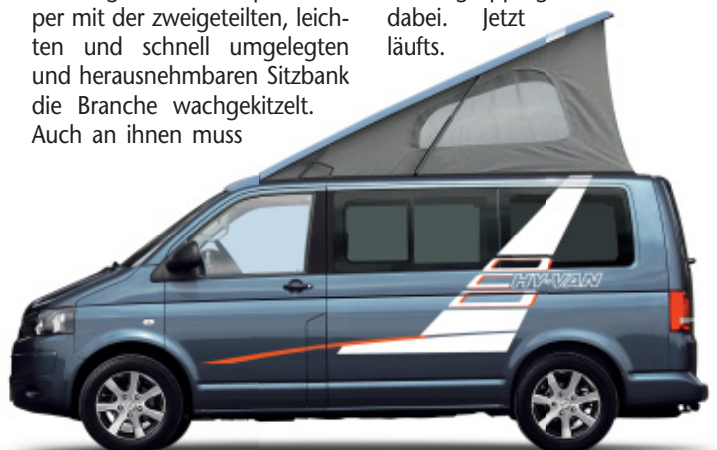 per mit der zweigeteilten, leich-
ten und schnell umgelegten
und herausnehmbaren Sitzbank
die Branche wachgekitzelt.
Auch an ihnen muss
dabei. Jetzt
läufts.
HY-VAN